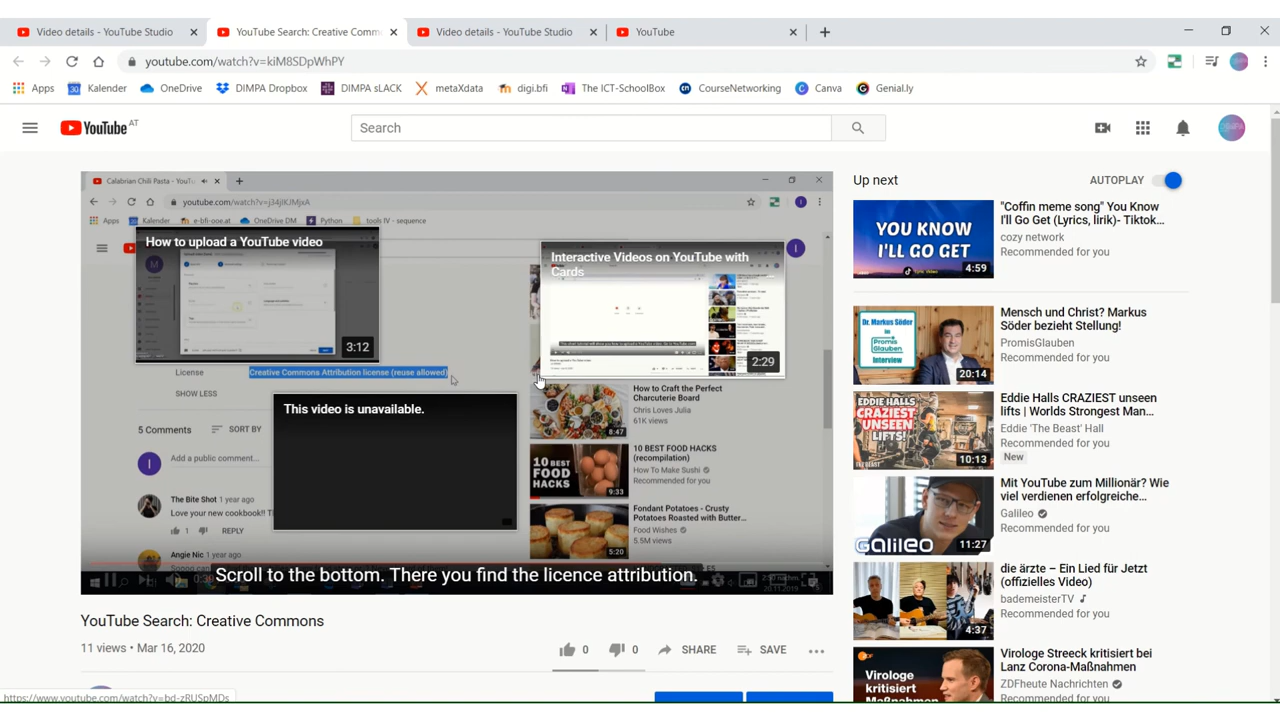 Video details - YouTube Studio
YouTube Search: Creative Comm
Video details - YouTube Studio
YouTube
youtube.com/watch?v=kiM8SDpWhPY
Apps
Kalender
OneDrive
DIMPA Dropbox
DIMPA sLACK
metaXdata
digi.bfi
The ICT-SchoolBox
CourseNetworking
Canva
Genial.ly
YouTube AT
Search
Calabrian Chili Pasta - YouT
youtube.com/watch?v=j34jIKJMjxA
Apps
Kalender
e-bfi-ooe.at
OneDrive DM
Python
tools IV - sequence
How to upload a YouTube video
3:12
Interactive Videos on YouTube with
Cards
2:29
License
Creative Commons Attribution license (reuse allowed)
SHOW LESS
5 Comments
SORT BY
Add a public comment...
The Bite Shot 1 year ago
Love your new cookbook!!
1
REPLY
Angie Nic 1 year ago
This video is unavailable.
How to Craft the Perfect
Charcuterie Board
Chris Loves Julia
61K views
8:47
10 BEST FOOD HACKS
10 BEST FOOD HACKS
(recompilation)
How To Make Sushi
Recommended for you
9:33
Fondant Potatoes - Crusty
Potatoes Roasted with Butter...
Food Wishes
5.5M views
5:20
Scroll to the bottom. There you find the licence attribution.
YouTube Search: Creative Commons
11 views • Mar 16, 2020
0
0
SHARE
SAVE
https://www.youtube.com/watch?v=bd-zRUSpMDs
Up next
AUTOPLAY
YOU KNOW
I'LL GO GET
4:59
"Coffin meme song" You Know
I'll Go Get (Lyrics, lirik)- Tiktok...
cozy network
Recommended for you
Dr. Markus
Söder
in
Promis
Glauben
Interview
20:14
Mensch und Christ? Markus
Söder bezieht Stellung!
PromisGlauben
Recommended for you
EDDIE HALLS
CRAZIEST
UNSEEN
LIFTS!
10:13
Eddie Halls CRAZIEST unseen
lifts | Worlds Strongest Man...
Eddie 'The Beast' Hall
Recommended for you
New
Galileo
11:27
Mit YouTube zum Millionär? Wie
viel verdienen erfolgreiche...
Galileo
Recommended for you
4:37
die ärzte – Ein Lied für Jetzt
(offizielles Video)
bademeisterTV
Recommended for you
Virologe
Streeck
kritisiert
Maßnahmen
Virologe Streeck kritisiert bei
Lanz Corona-Maßnahmen
ZDFheute Nachrichten
Recommended for you